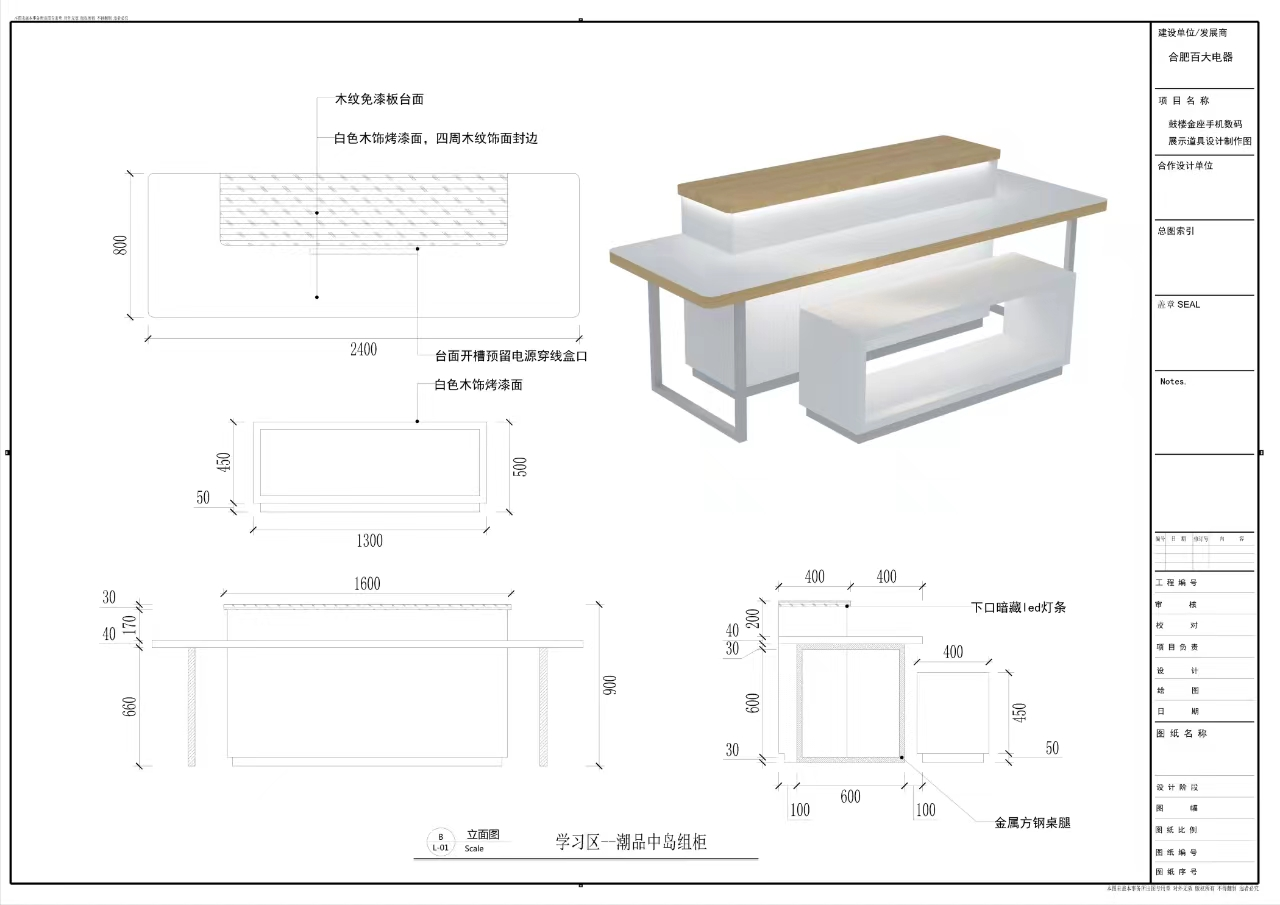 木纹免漆板台面
白色木饰烤漆面，四周木纹饰面封边
800
2400
台面开槽预留电源穿线盒口
白色木饰烤漆面
450
500
50
1300
1600
30
170
40
660
900
400
400
下口暗藏led灯条
200
40
30
400
600
450
30
50
100
600
100
金属方钢桌腿
B
L-01
立面图
Scale
学习区--潮品中岛组柜
建设单位/发展商
合肥百大电器
项目名称
鼓楼金座手机数码
展示道具设计制作图
合作设计单位
总图索引
盖章 SEAL
Notes.
编号 日期 修订号 内容
工程编号
审核
校对
项目负责
设计
绘图
日期
图纸名称
设计阶段
图幅
图纸比例
图纸编号
图纸序号